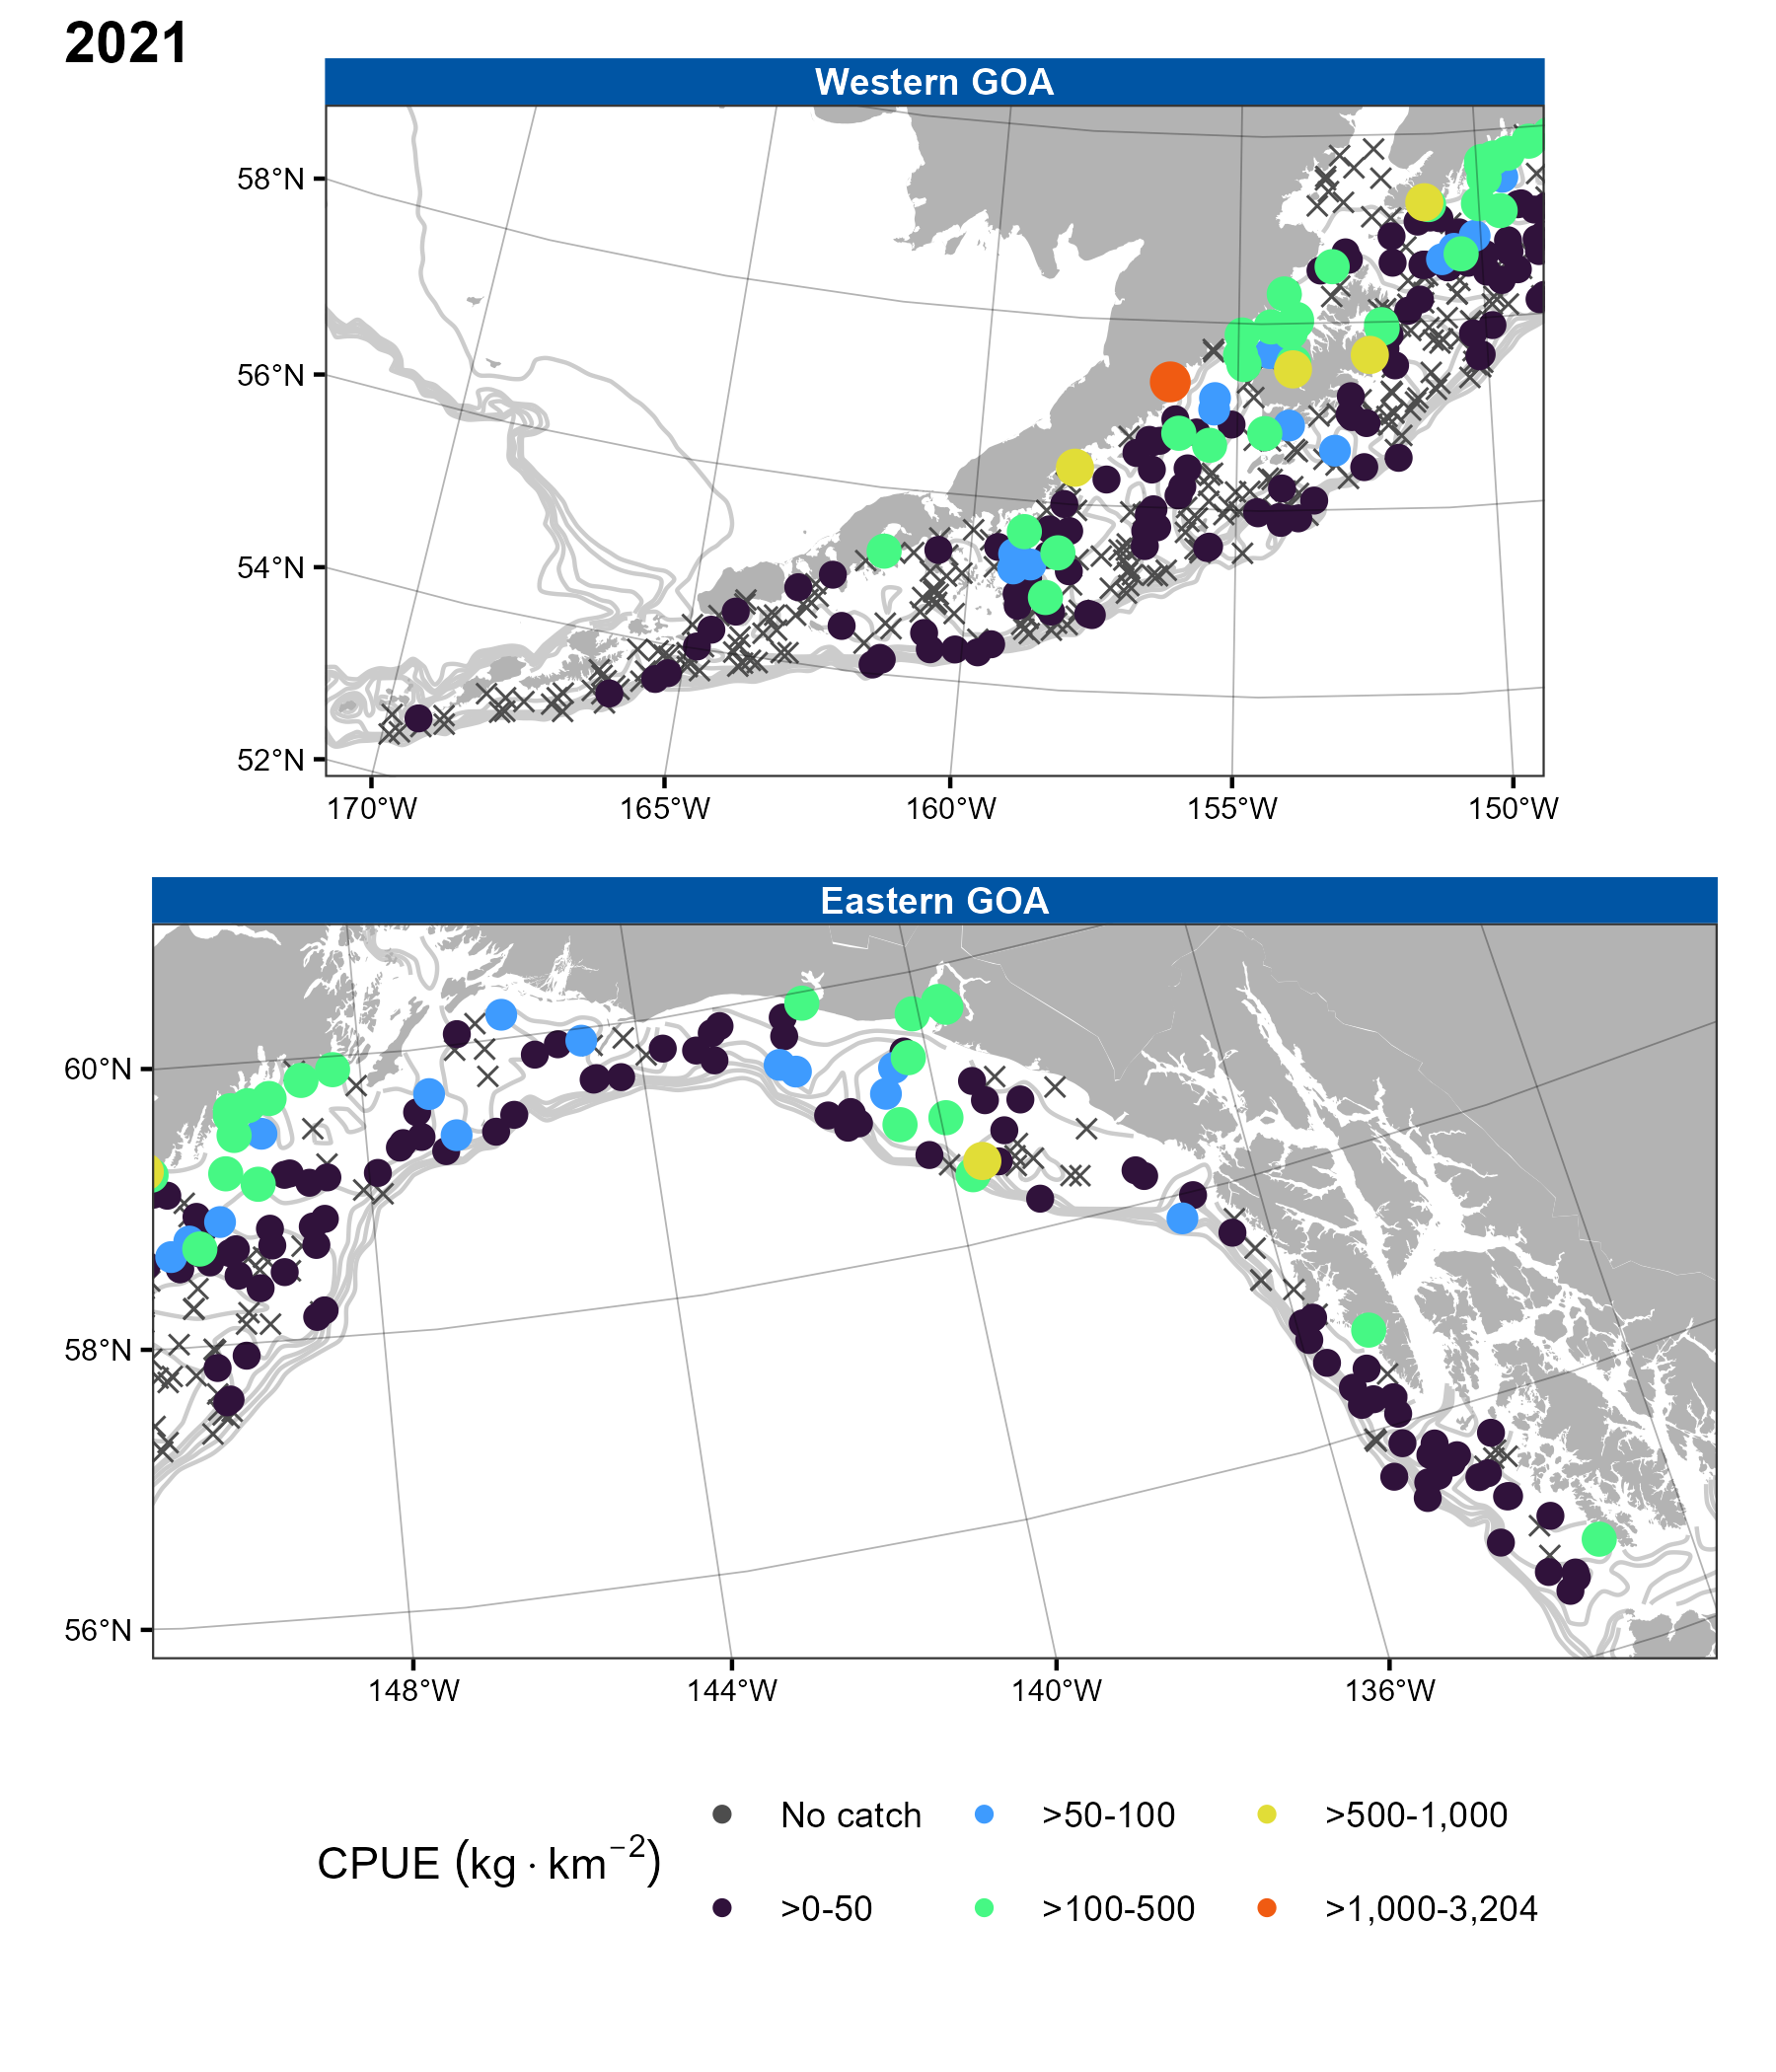 2021
Western GOA
58°N
56°N
54°N
52°N
170°W 165°W 160°W 155°W 150°W
Eastern GOA
60°N
58°N
56°N
148°W 144°W 140°W 136°W
CPUE (kg · km⁻²)
No catch >50-100 >500-1,000
>0-50 >100-500 >1,000-3,204